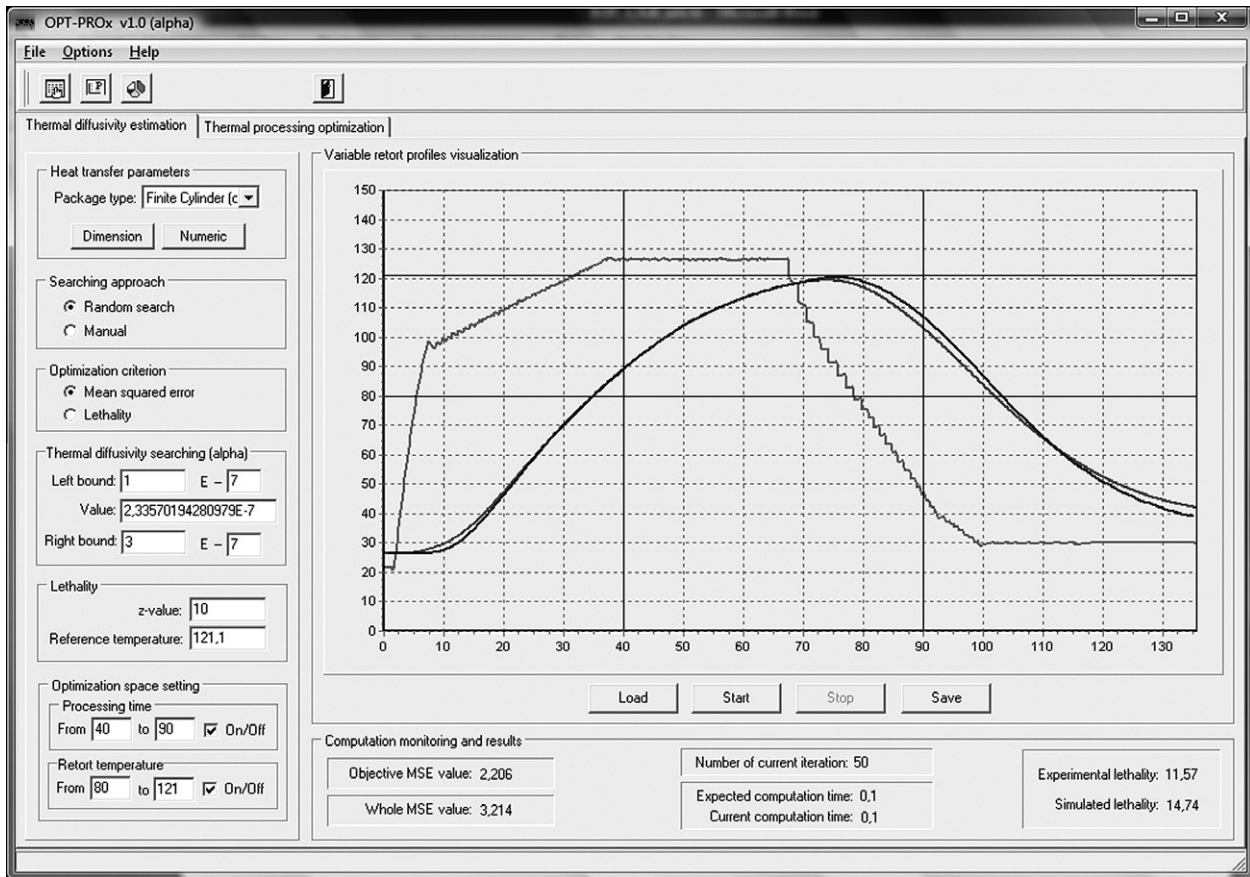 OPT-PROx v1.0 (alpha)
File Options Help
Thermal diffusivity estimation
Thermal processing optimization
Heat transfer parameters
Package type: Finite Cylinder (c
Dimension
Numeric
Searching approach
Random search
Manual
Optimization criterion
Mean squared error
Lethality
Thermal diffusivity searching (alpha)
Left bound: 1 E - 7
Value: 2,33570194280979E-7
Right bound: 3 E - 7
Lethality
z-value: 10
Reference temperature: 121,1
Optimization space setting
Processing time
From 40 to 90 On/Off
Retort temperature
From 80 to 121 On/Off
Variable retort profiles visualization
150
140
130
120
110
100
90
80
70
60
50
40
30
20
10
0
0 10 20 30 40 50 60 70 80 90 100 110 120 130
Load
Start
Stop
Save
Computation monitoring and results
Objective MSE value: 2,206
Whole MSE value: 3,214
Number of current iteration: 50
Expected computation time: 0,1
Current computation time: 0,1
Experimental lethality: 11,57
Simulated lethality: 14,74